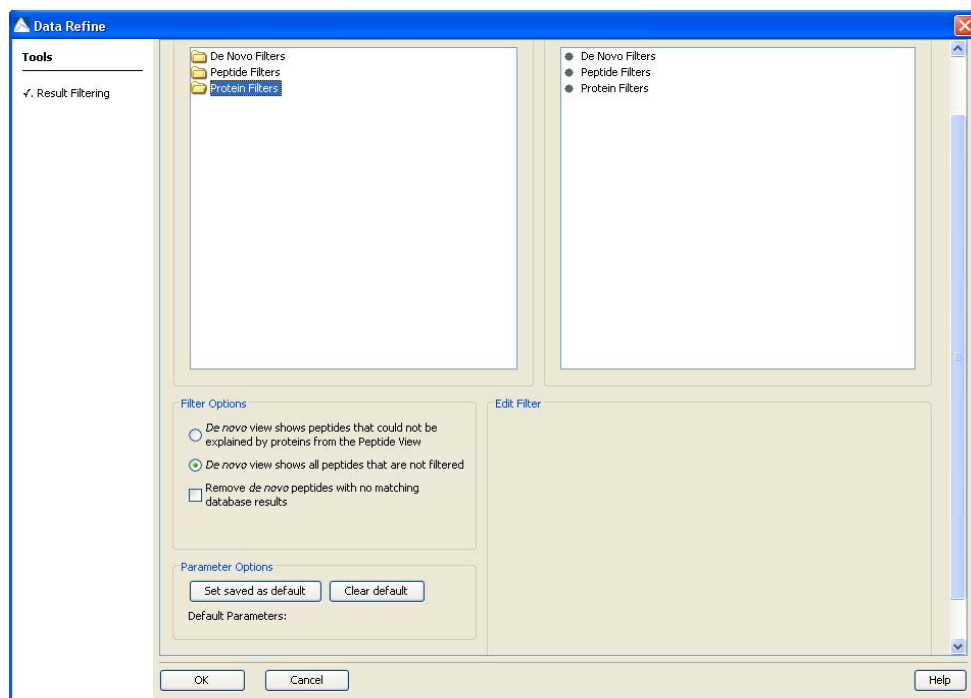 Data Refine
Tools
√. Result Filtering
De Novo Filters
Peptide Filters
Protein Filters
De Novo Filters
Peptide Filters
Protein Filters
Filter Options
De novo view shows peptides that could not be
explained by proteins from the Peptide View
De novo view shows all peptides that are not filtered
Remove de novo peptides with no matching
database results
Edit Filter
Parameter Options
Set saved as default
Clear default
Default Parameters:
OK
Cancel
Help